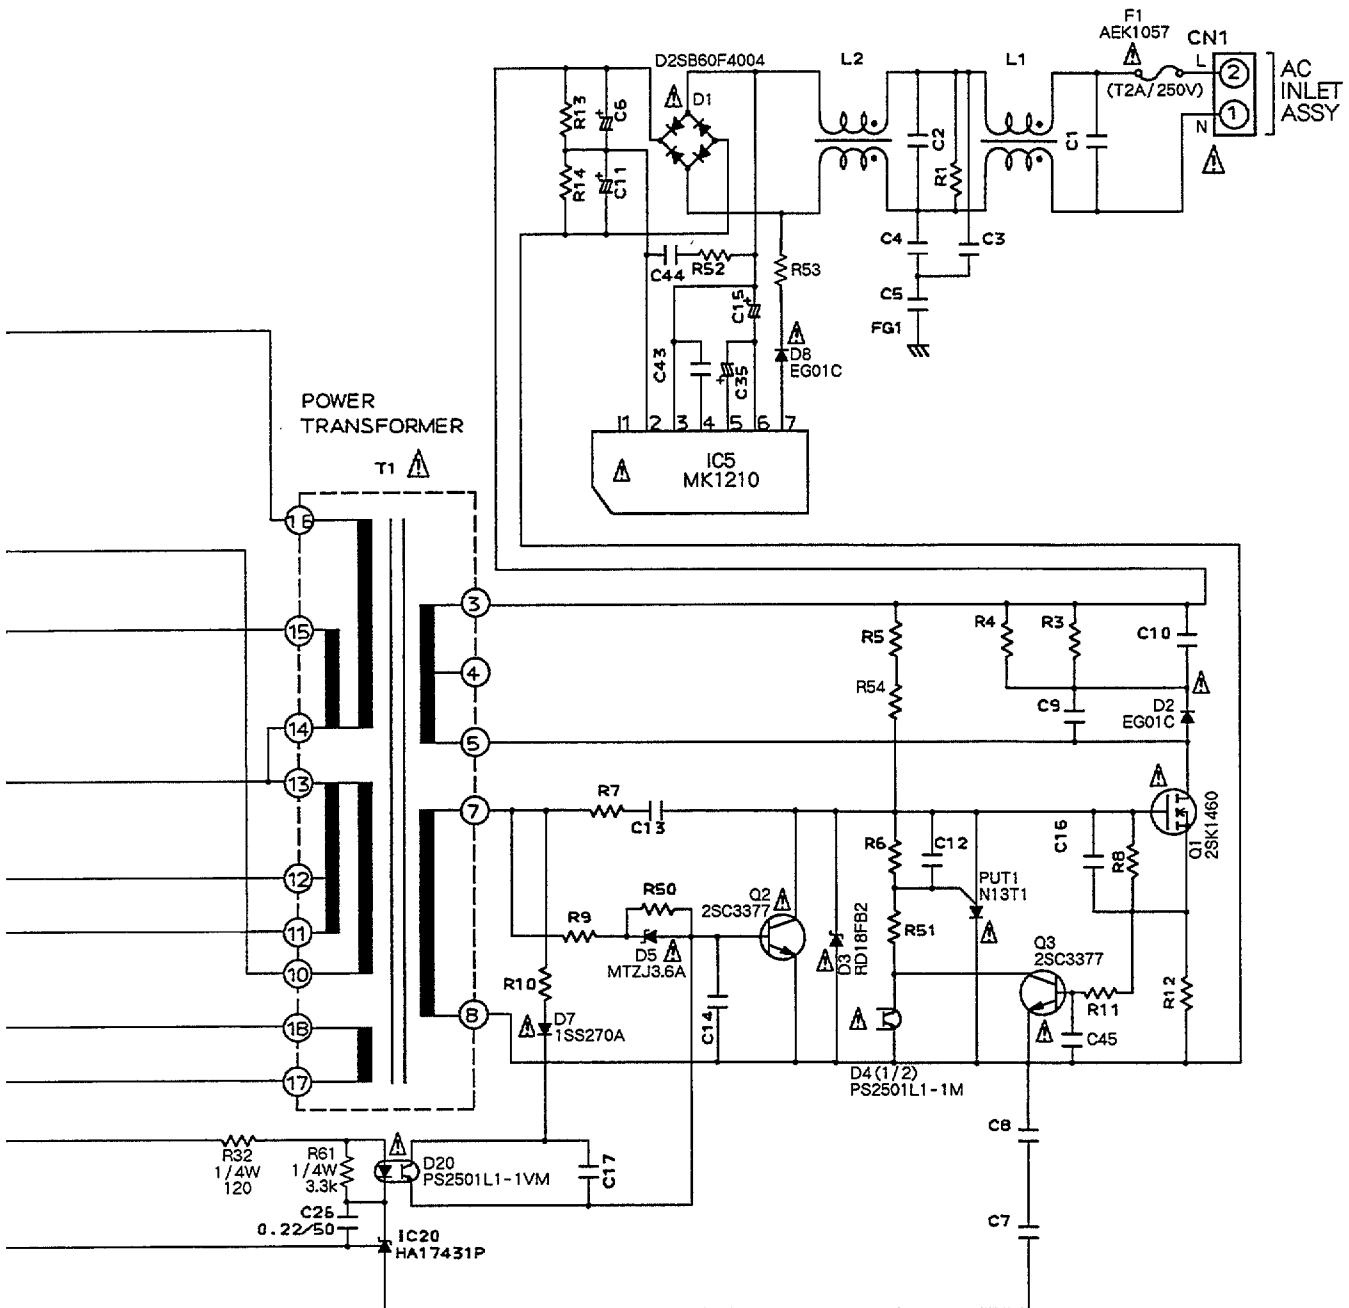 F1
AEK1057
(T2A/250V)
CN1
L
2
1
N
AC
INLET
ASSY
D2SB60F4004
D1
L2
L1
R13
C6
R14
C11
C2
R1
C1
C4
C3
C5
FG1
C44
R52
R53
C15
C43
C35
D8
EG01C
1
2
3
4
5
6
7
IC5
MK1210
POWER
TRANSFORMER
T1
16
15
14
13
12
11
10
18
17
3
4
5
7
8
R5
R54
R4
R3
C10
C9
D2
EG01C
R7
C13
R6
C12
C16
R8
Q1
2SK1460
PUT1
N13T1
R50
R9
D5
MTZJ3.6A
Q2
2SC3377
D3
RD18FB2
R51
Q3
2SC3377
R10
D7
1SS270A
C14
R11
R12
C45
D4(1/2)
PS2501L1-1M
C8
C7
R32
1/4W
120
R61
1/4W
3.3k
D20
PS2501L1-1VM
C17
C26
0.22/50
IC20
HA17431P